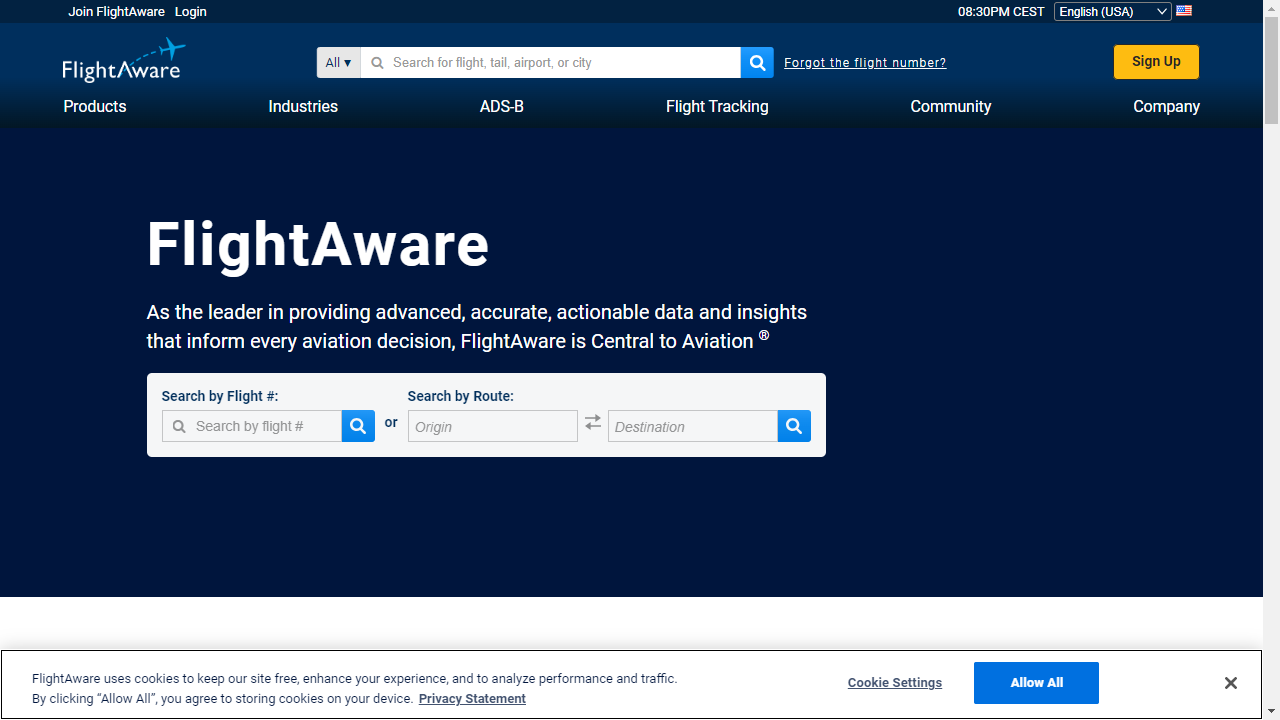 Join FlightAware Login 08:30PM CEST English (USA)
FlightAware All ▾ Search for flight, tail, airport, or city Forgot the flight number? Sign Up
Products Industries ADS-B Flight Tracking Community Company
FlightAware
As the leader in providing advanced, accurate, actionable data and insights
that inform every aviation decision, FlightAware is Central to Aviation ®
Search by Flight #: Search by Route:
Search by flight # or Origin Destination
FlightAware uses cookies to keep our site free, enhance your experience, and to analyze performance and traffic.
By clicking “Allow All”, you agree to storing cookies on your device. Privacy Statement
Cookie Settings Allow All